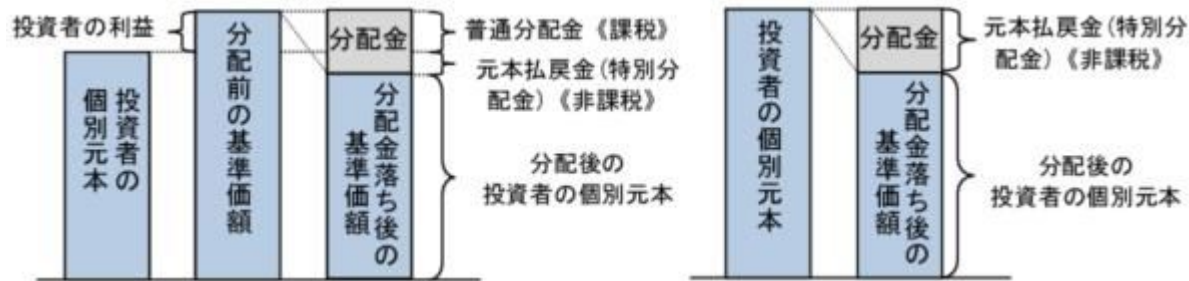 投資者の利益
投資者の
個別元本
分配前の基準価額
分配金
分配金落ち後の
基準価額
普通分配金《課税》
元本払戻金(特別分
配金)《非課税》
分配後の
投資者の個別元本
投資者の個別元本
分配金
分配金落ち後の
基準価額
元本払戻金(特別分
配金)《非課税》
分配後の
投資者の個別元本